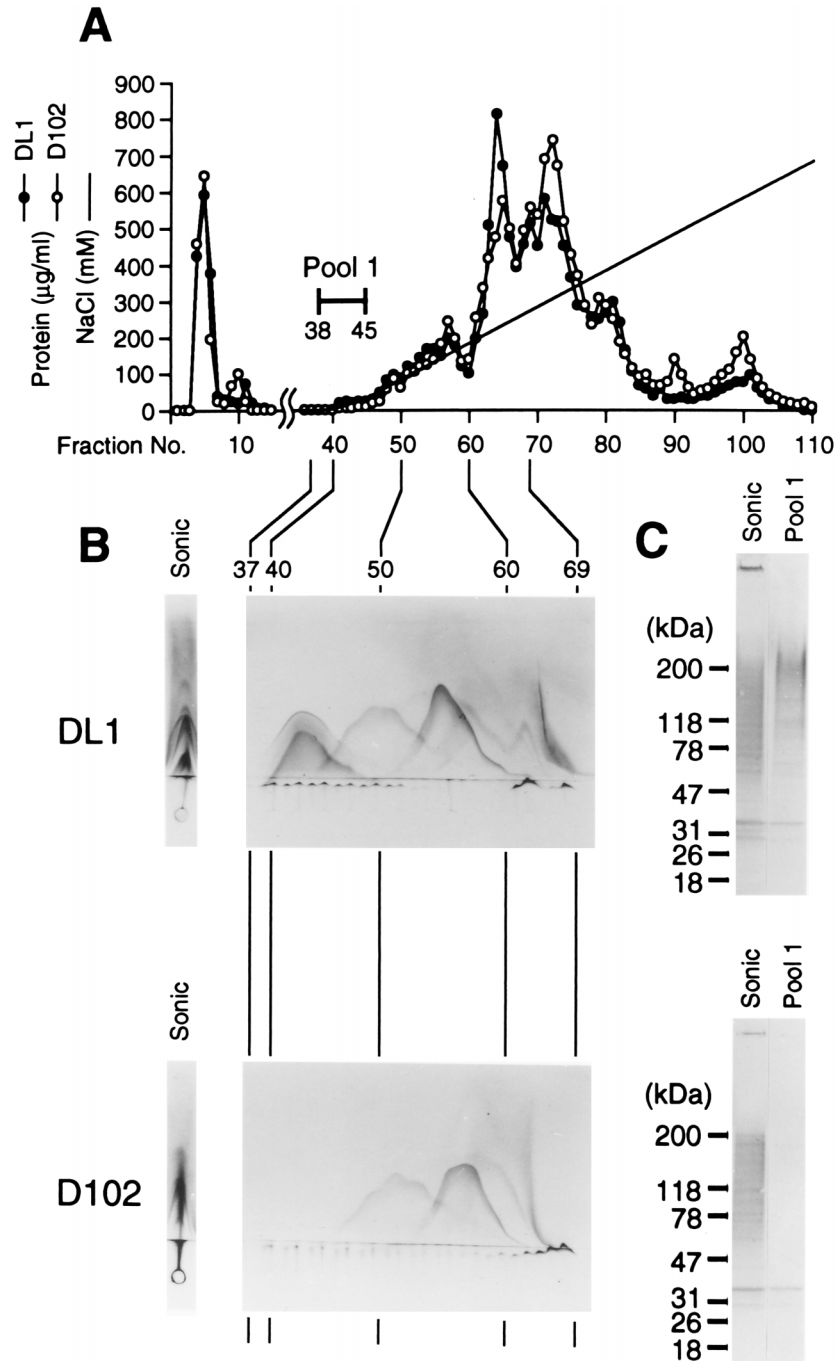 A
DL1
D102
Protein (μg/ml)
NaCl (mM)
900
800
700
600
500
400
300
200
100
0
Pool 1
38 45
Fraction No. 10 40 50 60 70 80 90 100 110
B
Sonic
37 40 50 60 69
DL1
C
Sonic Pool 1
(kDa)
200
118
78
47
31
26
18
Sonic
D102
Sonic Pool 1
(kDa)
200
118
78
47
31
26
18